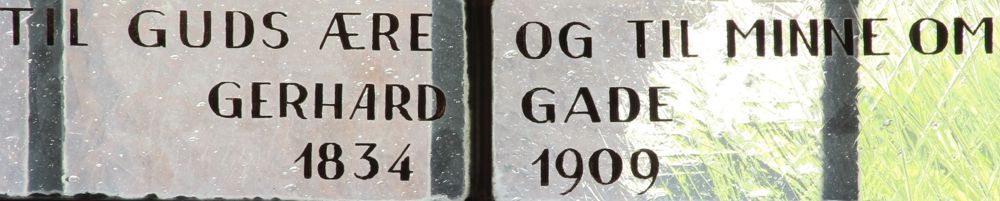 TIL GUDS ÆRE OG TIL MINNE OM
GERHARD GADE
1834 1909